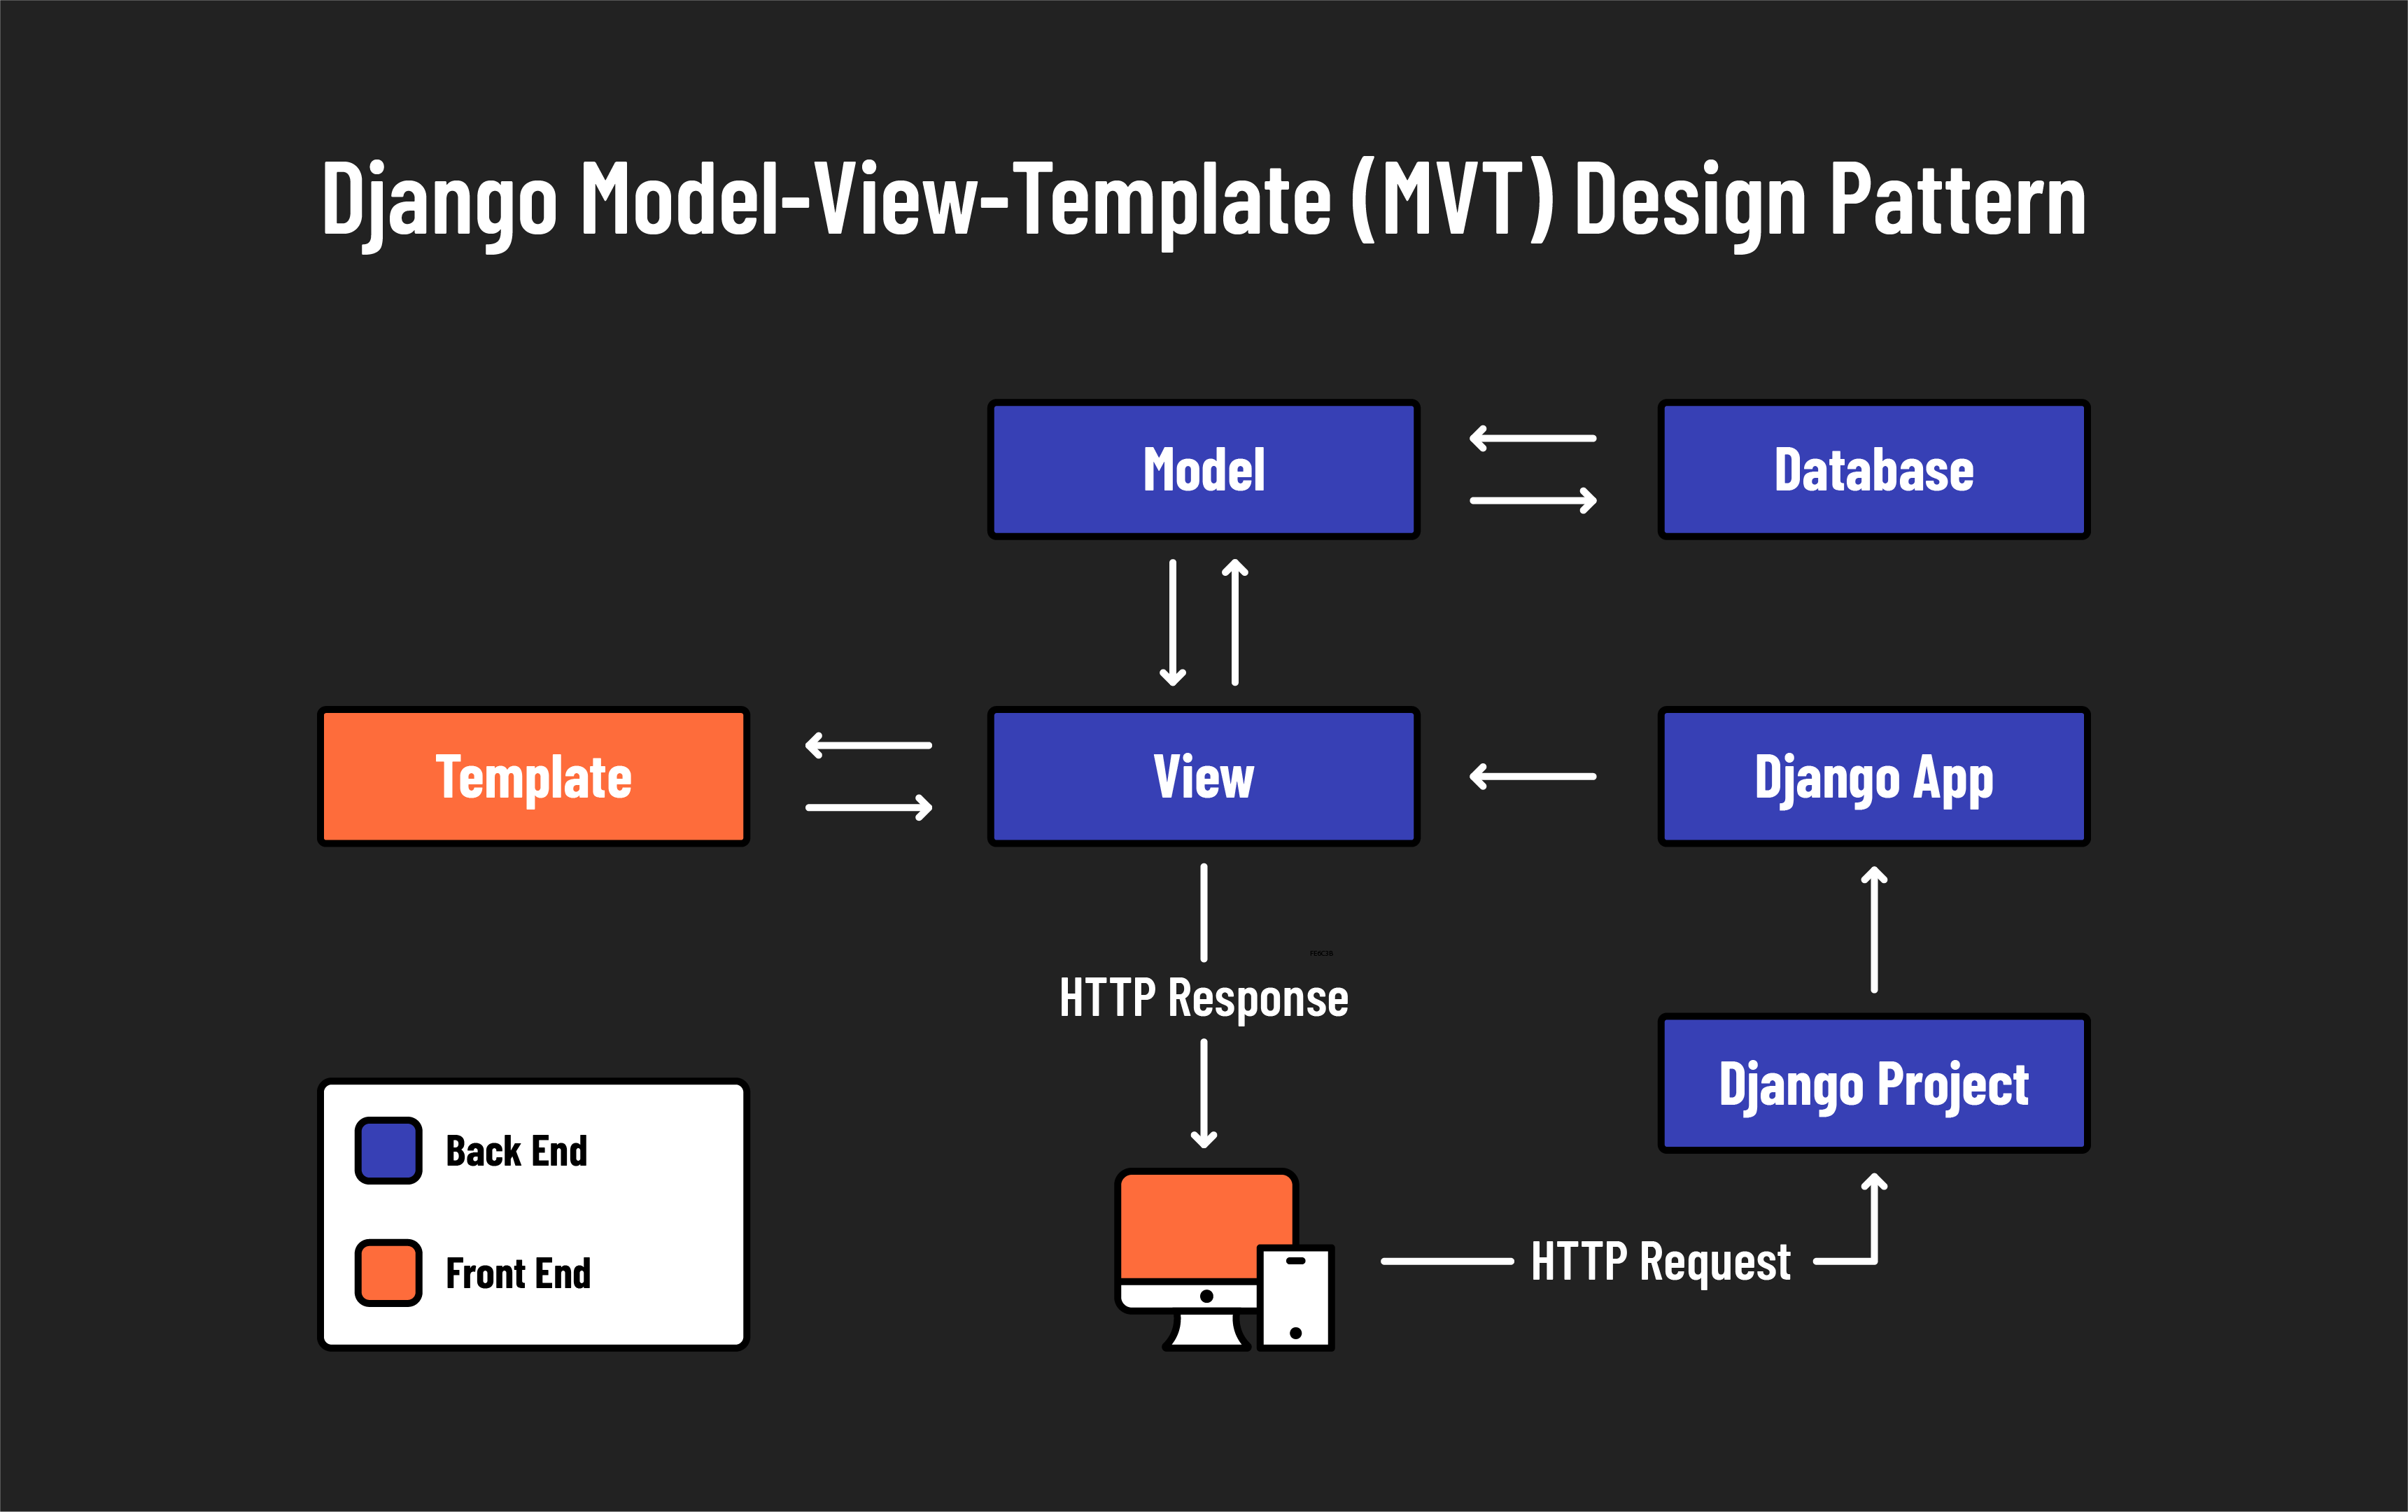 Django Model-View-Template (MVT) Design Pattern
Model
Database
Template
View
Django App
HTTP Response
Django Project
Back End
Front End
HTTP Request